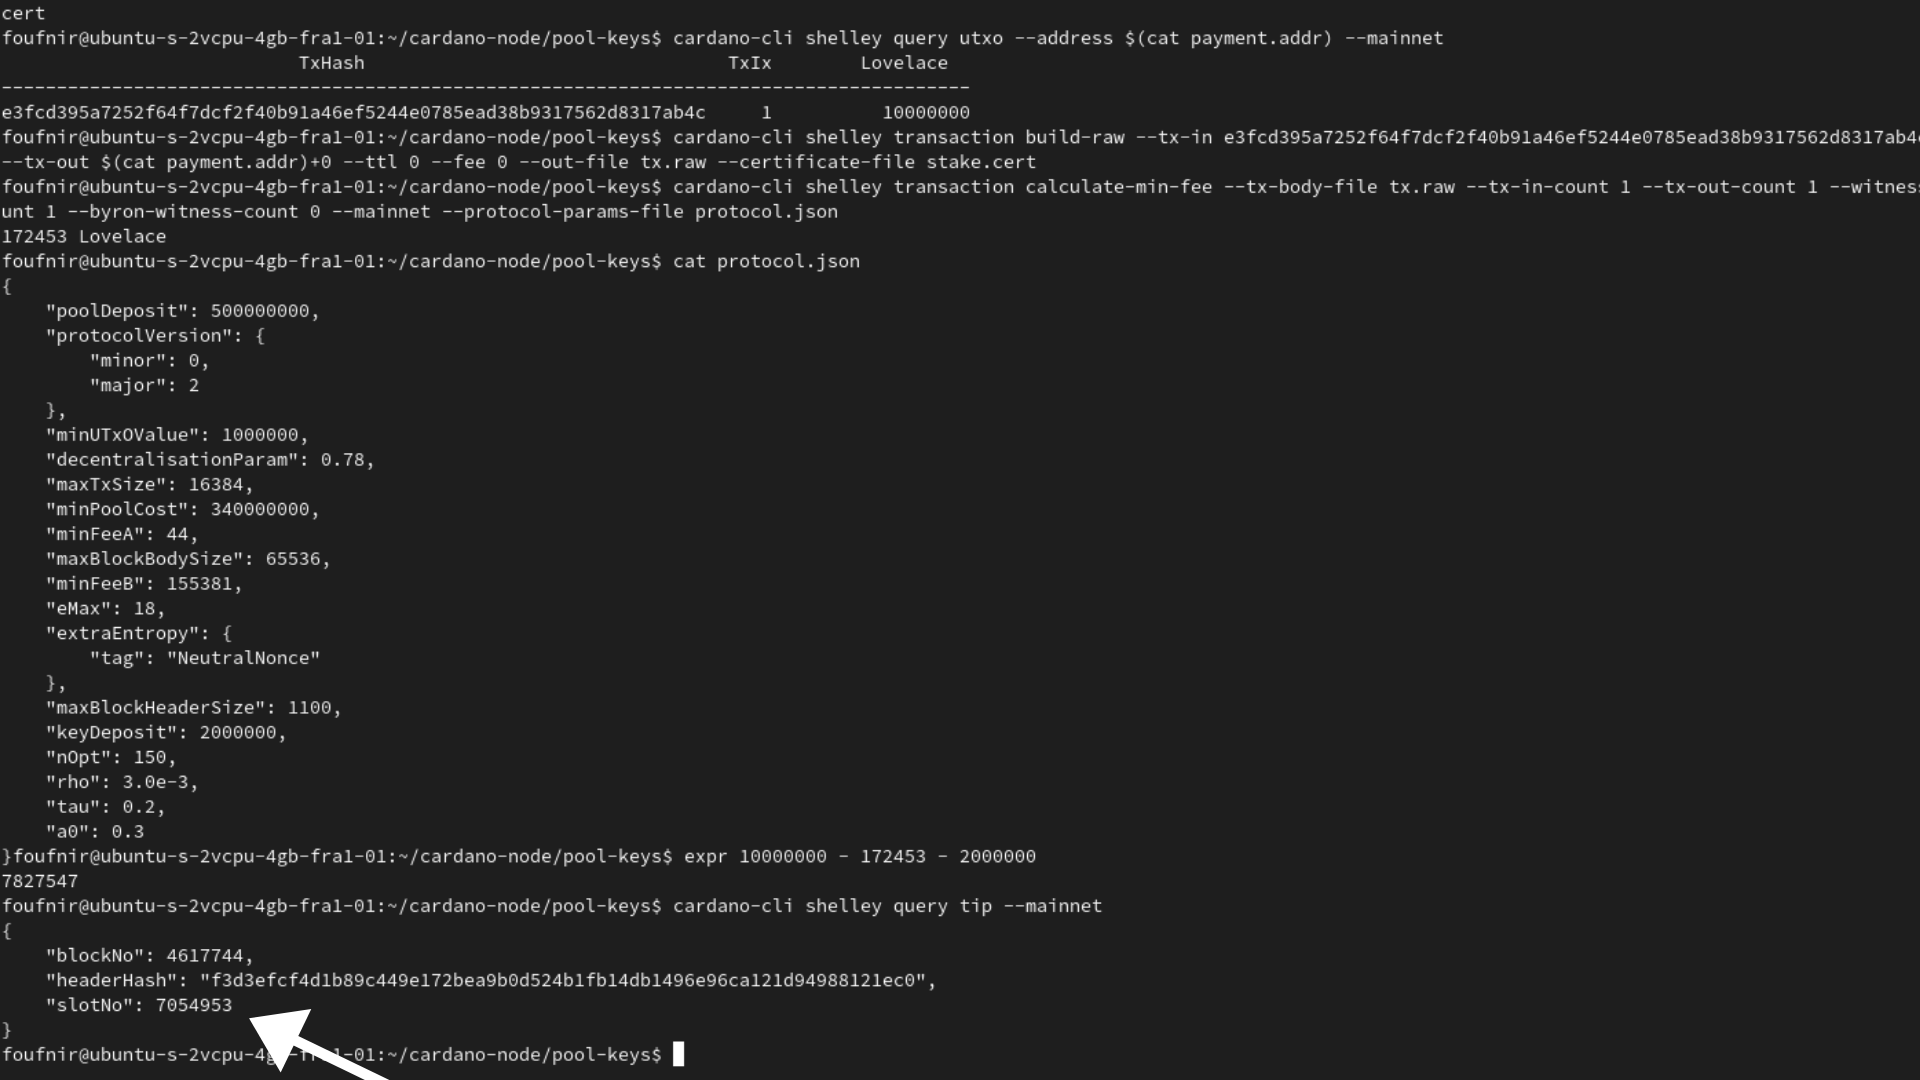 cert
foufnir@ubuntu-s-2vcpu-4gb-fra1-01:~/cardano-node/pool-keys$ cardano-cli shelley query utxo --address $(cat payment.addr) --mainnet
TxHash TxIx Lovelace
----------------------------------------------------------------------------------------
e3fcd395a7252f64f7dcf2f40b91a46ef5244e0785ead38b9317562d8317ab4c 1 10000000
foufnir@ubuntu-s-2vcpu-4gb-fra1-01:~/cardano-node/pool-keys$ cardano-cli shelley transaction build-raw --tx-in e3fcd395a7252f64f7dcf2f40b91a46ef5244e0785ead38b9317562d8317ab4
--tx-out $(cat payment.addr)+0 --ttl 0 --fee 0 --out-file tx.raw --certificate-file stake.cert
foufnir@ubuntu-s-2vcpu-4gb-fra1-01:~/cardano-node/pool-keys$ cardano-cli shelley transaction calculate-min-fee --tx-body-file tx.raw --tx-in-count 1 --tx-out-count 1 --witness
unt 1 --byron-witness-count 0 --mainnet --protocol-params-file protocol.json
172453 Lovelace
foufnir@ubuntu-s-2vcpu-4gb-fra1-01:~/cardano-node/pool-keys$ cat protocol.json
{
    "poolDeposit": 500000000,
    "protocolVersion": {
        "minor": 0,
        "major": 2
    },
    "minUTxOValue": 1000000,
    "decentralisationParam": 0.78,
    "maxTxSize": 16384,
    "minPoolCost": 340000000,
    "minFeeA": 44,
    "maxBlockBodySize": 65536,
    "minFeeB": 155381,
    "eMax": 18,
    "extraEntropy": {
        "tag": "NeutralNonce"
    },
    "maxBlockHeaderSize": 1100,
    "keyDeposit": 2000000,
    "nOpt": 150,
    "rho": 3.0e-3,
    "tau": 0.2,
    "a0": 0.3
}foufnir@ubuntu-s-2vcpu-4gb-fra1-01:~/cardano-node/pool-keys$ expr 10000000 - 172453 - 2000000
7827547
foufnir@ubuntu-s-2vcpu-4gb-fra1-01:~/cardano-node/pool-keys$ cardano-cli shelley query tip --mainnet
{
    "blockNo": 4617744,
    "headerHash": "f3d3efcf4d1b89c449e172bea9b0d524b1fb14db1496e96ca121d94988121ec0",
    "slotNo": 7054953
}
foufnir@ubuntu-s-2vcpu-4gb-fra1-01:~/cardano-node/pool-keys$